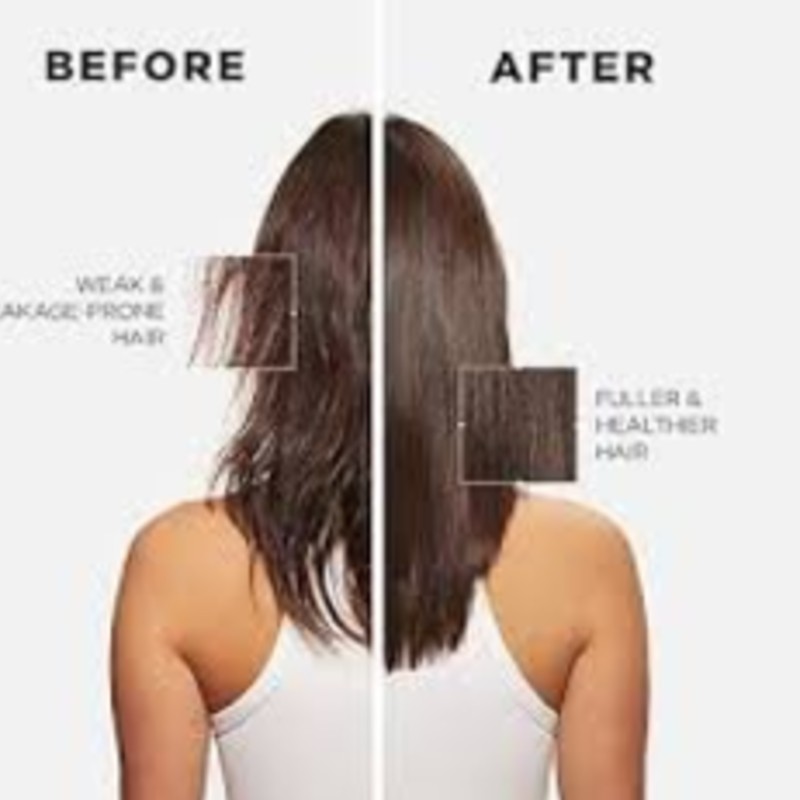 BEFORE
AFTER
WEAK &
AKAGE-PRONE
HAIR
FULLER &
HEALTHIER
HAIR